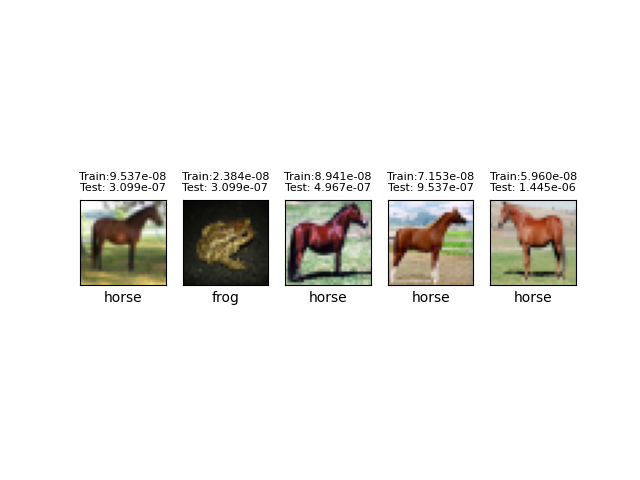 Train:9.537e-08
Test: 3.099e-07
Train:2.384e-08
Test: 3.099e-07
Train:8.941e-08
Test: 4.967e-07
Train:7.153e-08
Test: 9.537e-07
Train:5.960e-08
Test: 1.445e-06
horse
frog
horse
horse
horse